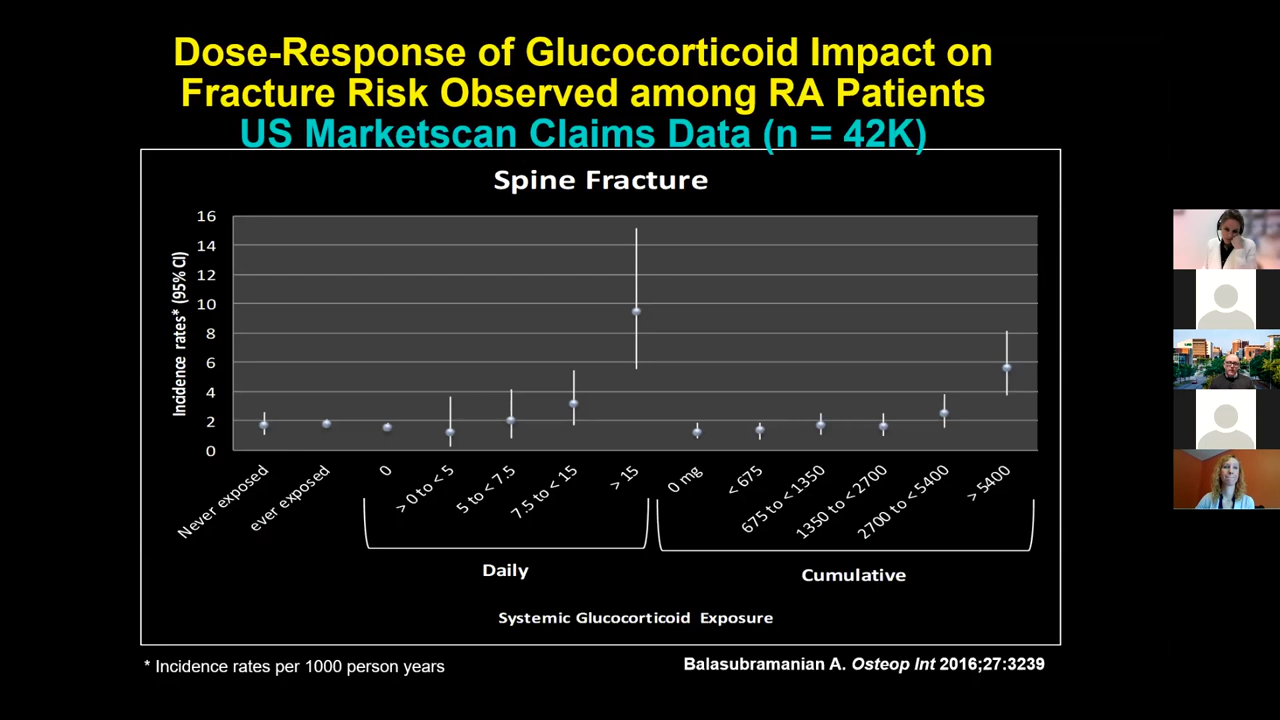 Dose-Response of Glucocorticoid Impact on
Fracture Risk Observed among RA Patients
US Marketscan Claims Data (n = 42K)
Spine Fracture
Incidence rates* (95% CI)
16
14
12
10
8
6
4
2
0
Never exposed
ever exposed
0
> 0 to < 5
5 to < 7.5
7.5 to < 15
> 15
0 mg
< 675
675 to < 1350
1350 to < 2700
2700 to <5400
> 5400
Daily
Cumulative
Systemic Glucocorticoid Exposure
* Incidence rates per 1000 person years
Balasubramanian A. Osteop Int 2016;27:3239